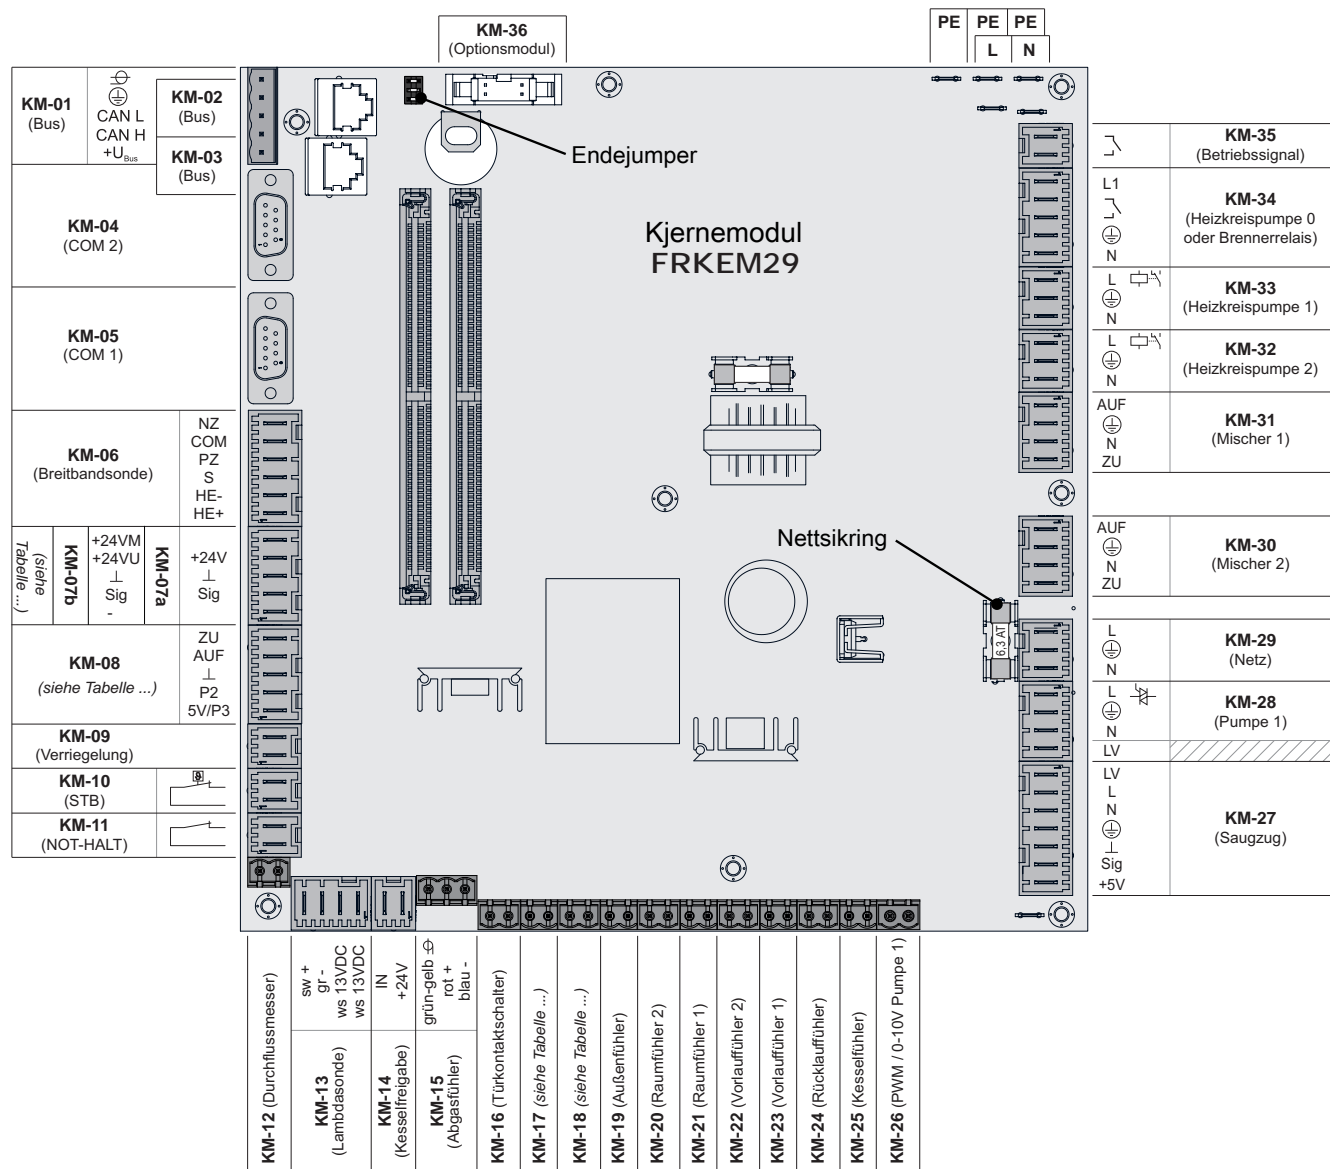 KM-36
(Optionsmodul)
PE PE PE
L N
KM-01
(Bus)
CAN L
CAN H
+U Bus
KM-02
(Bus)
KM-03
(Bus)
KM-04
(COM 2)
KM-05
(COM 1)
KM-06
(Breitbandsonde)
NZ
COM
PZ
S
HE-
HE+
(siehe
Tabelle ...)
KM-07b
+24VM
+24VU
⊥
Sig
-
KM-07a
+24V
⊥
Sig
KM-08
(siehe Tabelle ...)
ZU
AUF
⊥
P2
5V/P3
KM-09
(Verriegelung)
KM-10
(STB)
KM-11
(NOT-HALT)
Endejumper
Kjernemodul
FRKEM29
Nettsikring
6,3 AT
KM-35
(Betriebssignal)
L1
N
KM-34
(Heizkreispumpe 0
oder Brennerrelais)
L
N
KM-33
(Heizkreispumpe 1)
L
N
KM-32
(Heizkreispumpe 2)
AUF
N
ZU
KM-31
(Mischer 1)
AUF
N
ZU
KM-30
(Mischer 2)
L
N
KM-29
(Netz)
L
N
LV
KM-28
(Pumpe 1)
LV
L
N
⊥
Sig
+5V
KM-27
(Saugzug)
KM-12 (Durchflussmesser)
sw +
gr -
ws 13VDC
ws 13VDC
KM-13
(Lambdasonde)
IN
+24V
KM-14
(Kesselfreigabe)
grün-gelb
rot +
blau -
KM-15
(Abgasfühler)
KM-16 (Türkontaktschalter)
KM-17 (siehe Tabelle ...)
KM-18 (siehe Tabelle ...)
KM-19 (Außenfühler)
KM-20 (Raumfühler 2)
KM-21 (Raumfühler 1)
KM-22 (Vorlauffühler 2)
KM-23 (Vorlauffühler 1)
KM-24 (Rücklauffühler)
KM-25 (Kesselfühler)
KM-26 (PWM / 0-10V Pumpe 1)